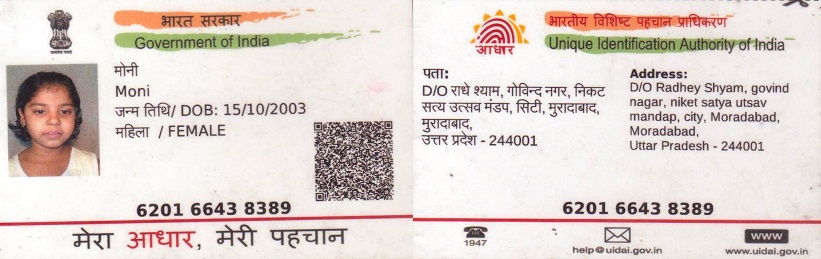 भारत सरकार
Government of India
मोनी
Moni
जन्म तिथि/ DOB: 15/10/2003
महिला / FEMALE
6201 6643 8389
मेरा आधार, मेरी पहचान
आधार
भारतीय विशिष्ट पहचान प्राधिकरण
Unique Identification Authority of India
पता:
D/O राधे श्याम, गोविन्द नगर, निकट
सत्य उत्सव मंडप, सिटी, मुरादाबाद,
मुरादाबाद,
उत्तर प्रदेश - 244001
Address:
D/O Radhey Shyam, govind
nagar, niket satya utsav
mandap, city, Moradabad,
Moradabad,
Uttar Pradesh - 244001
6201 6643 8389
1947
help@uidai.gov.in
www
www.uidai.gov.in